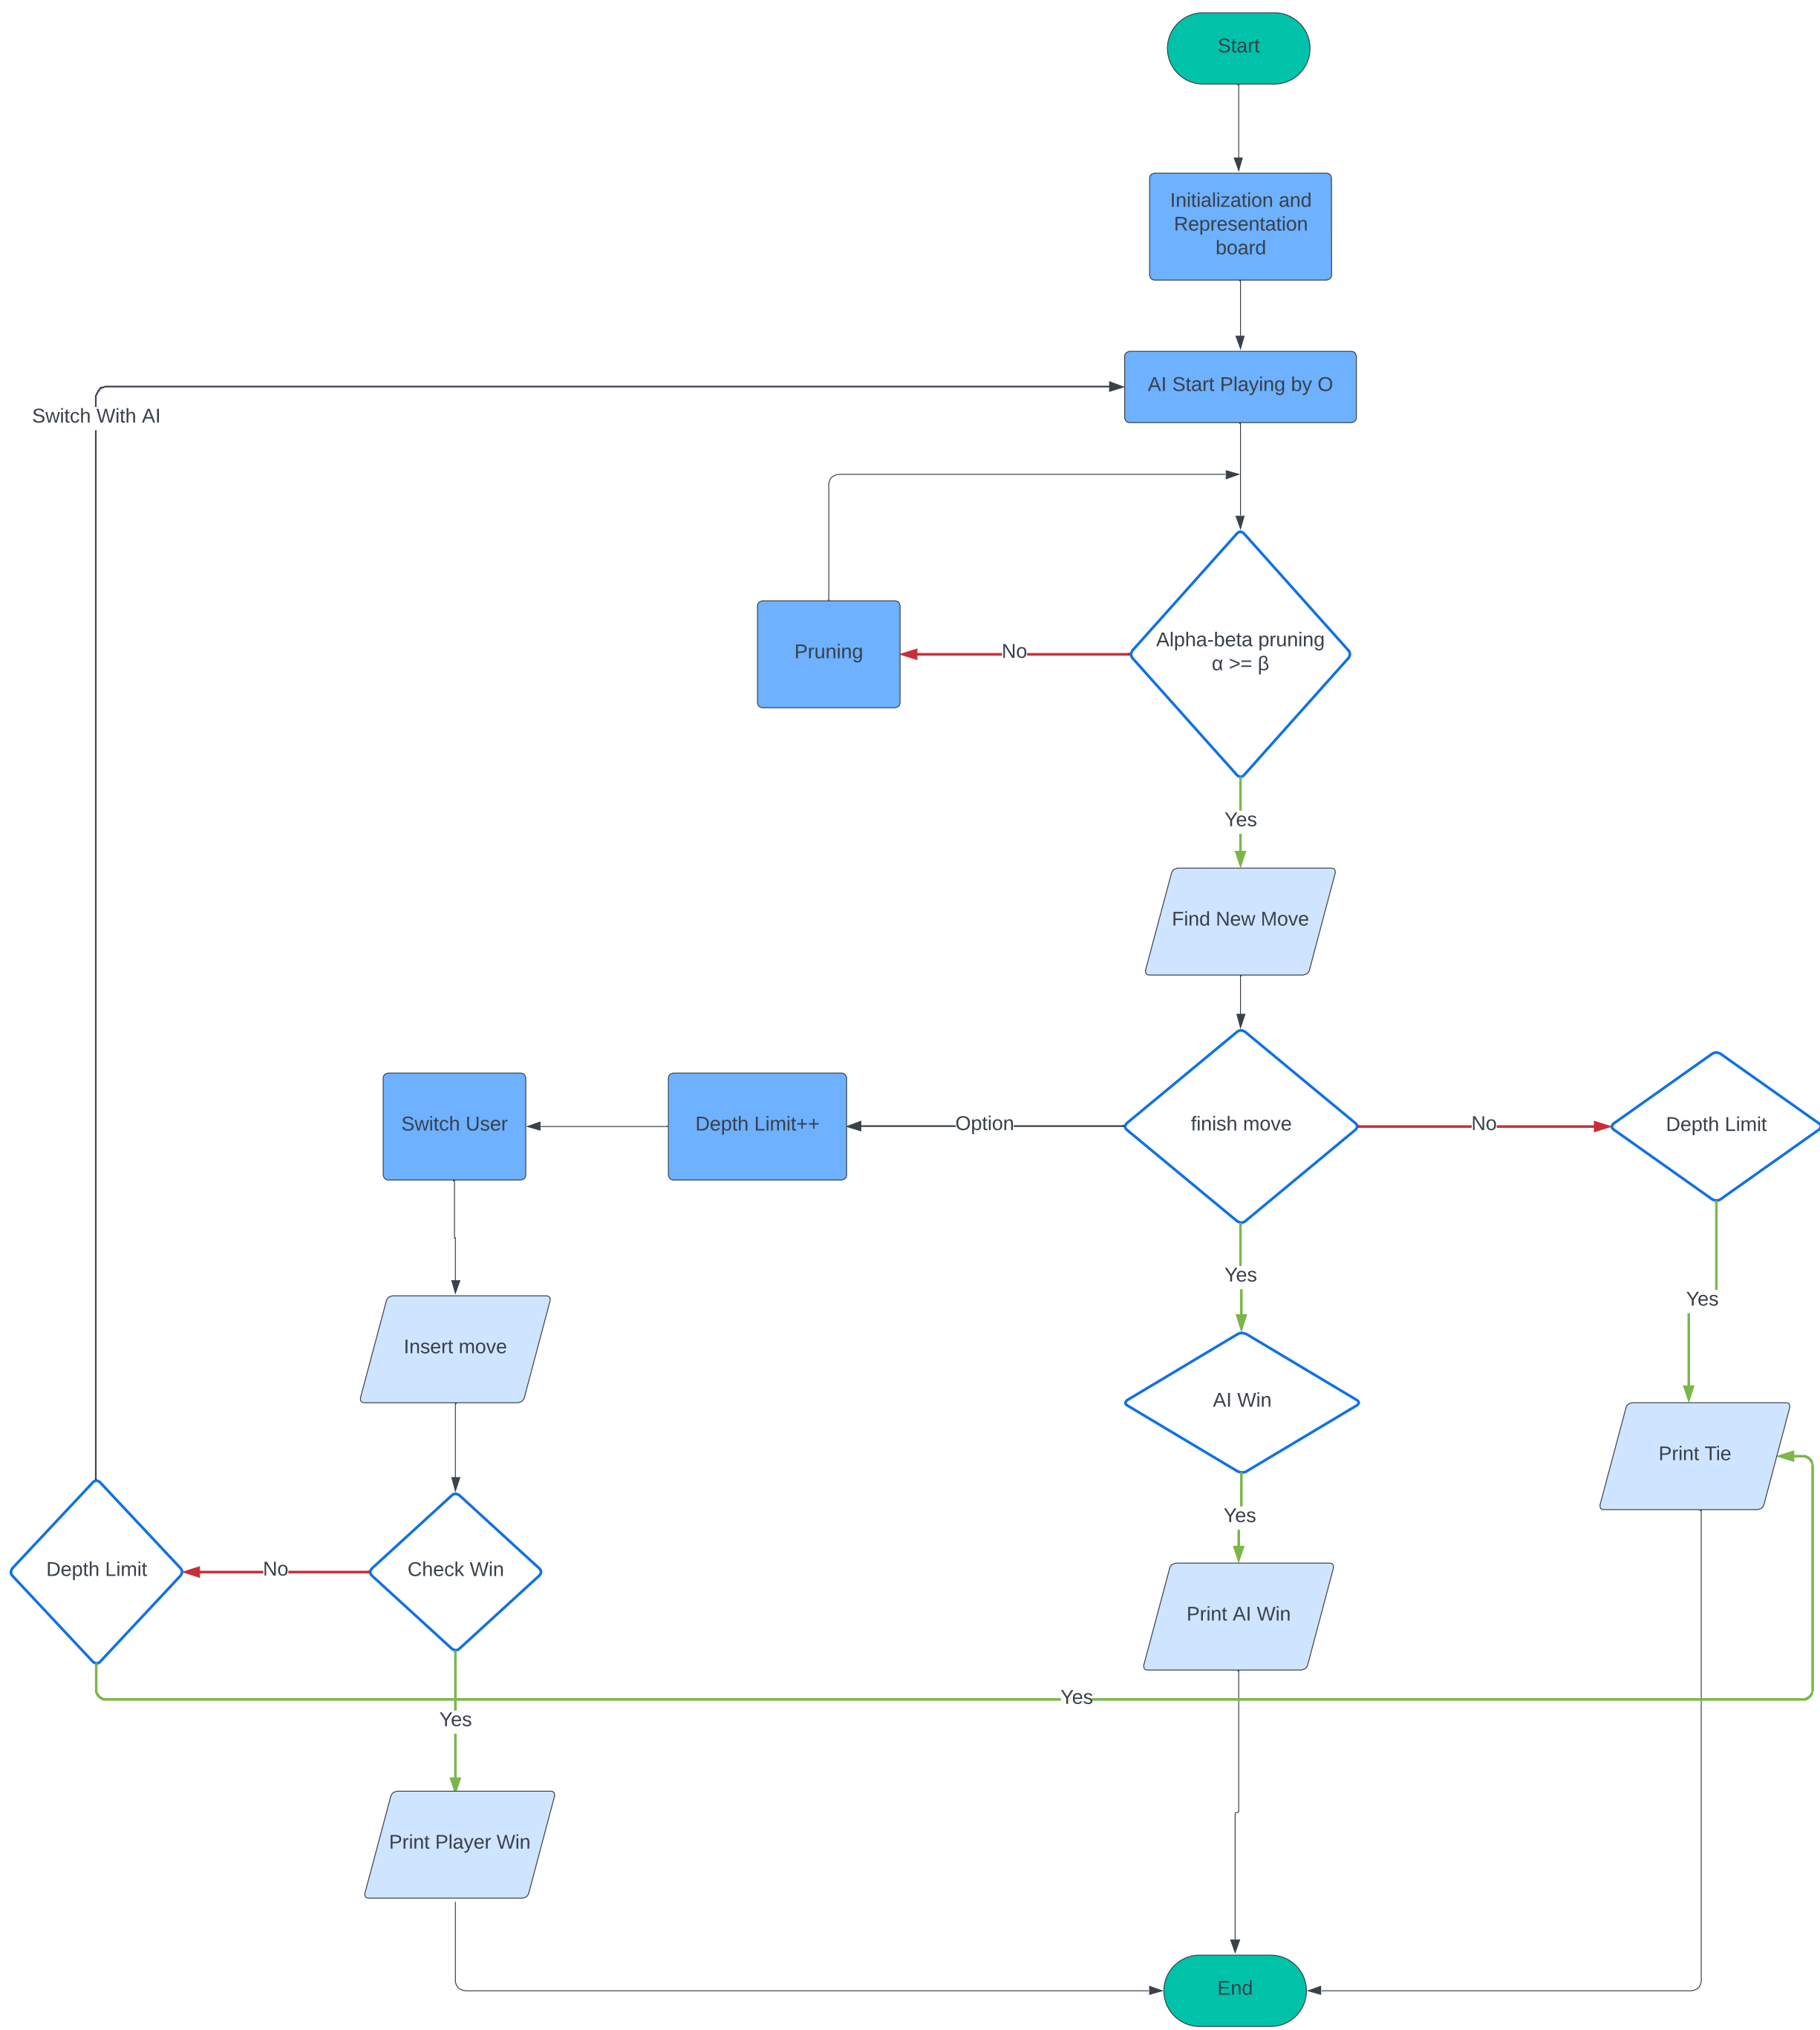 Start
Initialization and
Representation
board
AI Start Playing by O
Switch With AI
Alpha-beta pruning
α >= β
No
Pruning
Yes
Find New Move
finish move
Option
Depth Limit++
Switch User
No
Depth Limit
Yes
Yes
Insert move
AI Win
Print Tie
Yes
Check Win
No
Depth Limit
Print AI Win
Yes
Yes
Print Player Win
End